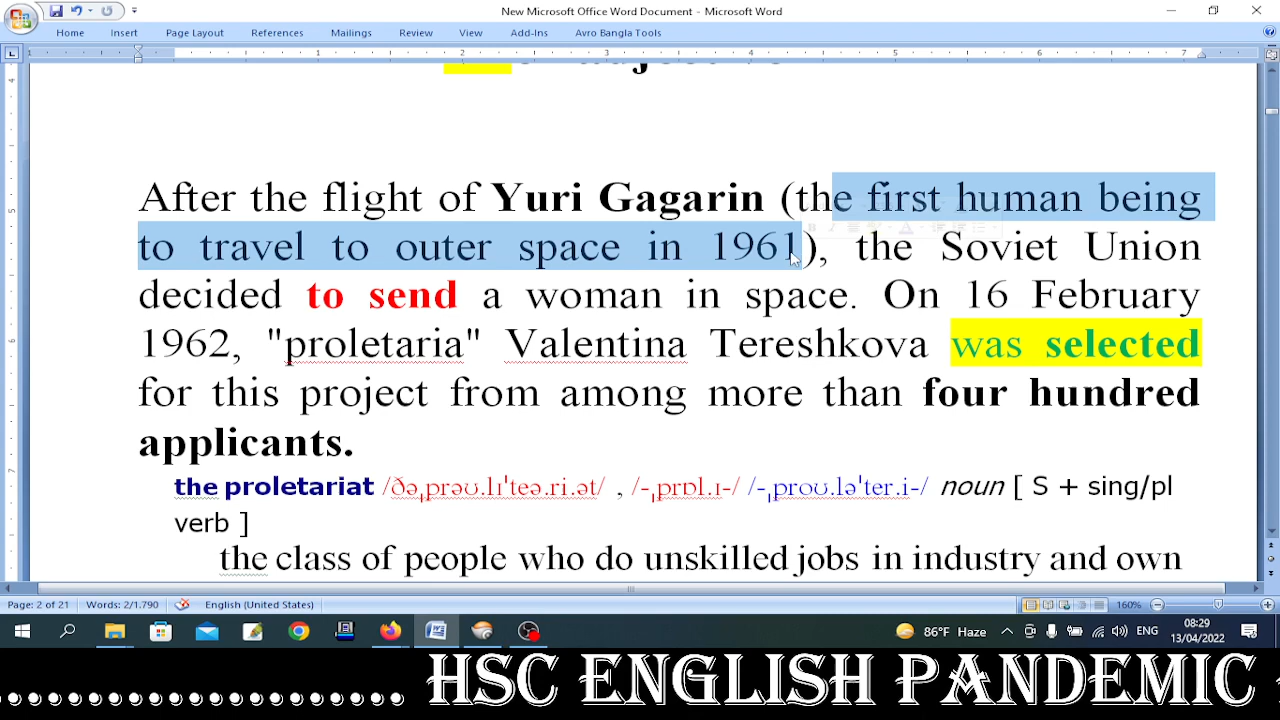 New Microsoft Office Word Document - Microsoft Word
Home Insert Page Layout References Mailings Review View Add-Ins Avro Bangla Tools
After the flight of Yuri Gagarin (the first human being
to travel to outer space in 1961), the Soviet Union
decided to send a woman in space. On 16 February
1962, "proletaria" Valentina Tereshkova was selected
for this project from among more than four hundred
applicants.
the proletariat /ðəˌprəʊ.lɪˈteə.ri.ət/ , /-ˌprɒl.ɪ-/ /-ˌproʊ.ləˈter.i-/ noun [ S + sing/pl
verb ]
the class of people who do unskilled jobs in industry and own
Page: 2 of 21 Words: 2/1.790 English (United States) 160%
86°F Haze ENG 08:29
13/04/2022
HSC ENGLISH PANDEMIC